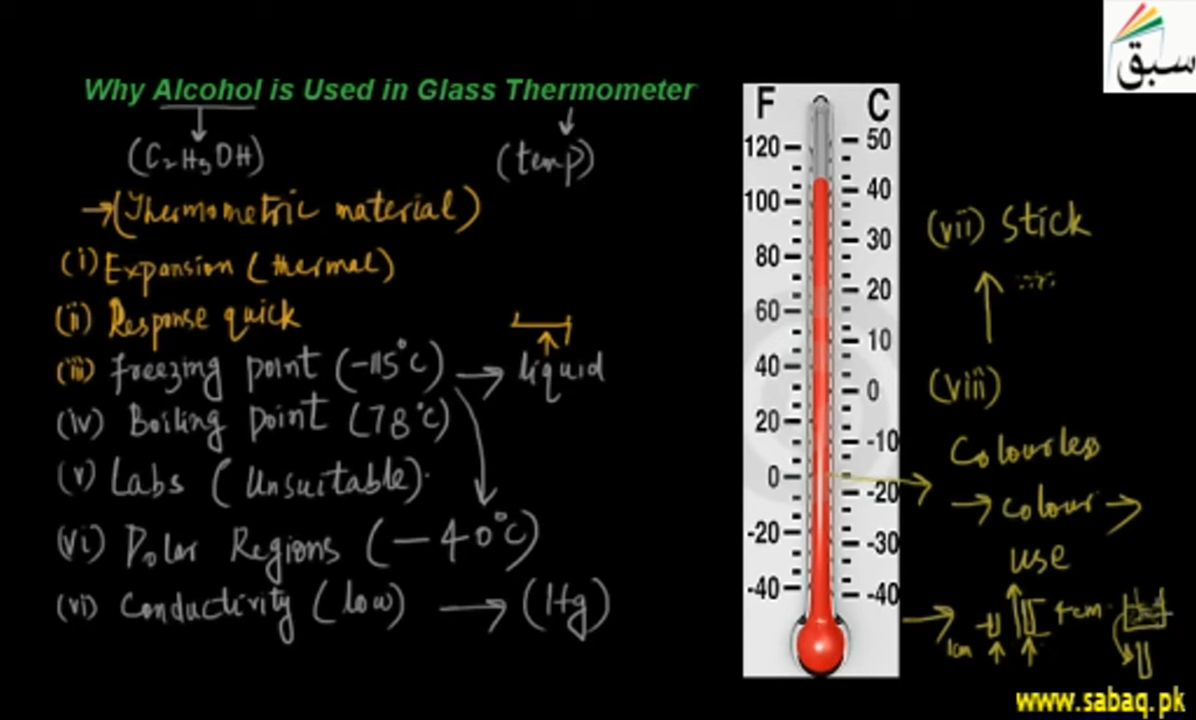 سبق
Why Alcohol is Used in Glass Thermometer
(C₂H5OH) (temp)
→(Thermometric material)
(i) Expansion (thermal)
(ii) Response quick
(iii) Freezing point (-115°C) → liquid
(iv) Boiling Point (78°C)
(v) Labs (Unsuitable)
(vi) Polar Regions (-40°C)
(vi) Conductivity (low) → (Hg)
F C
120 50
100 40
80 30
60 20
40 10
20 0
0 -10
-20 -20
-40 -30
-40
(vii) Stick
(viii)
Colourless
→ colour →
use
1cm 4cm
www.sabaq.pk